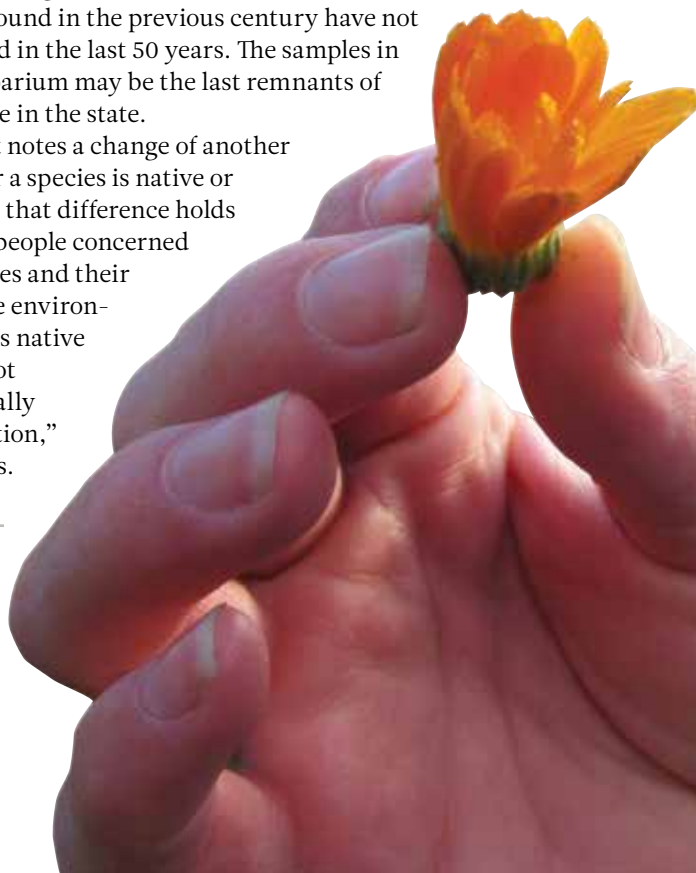 ound in the previous century have not
d in the last 50 years. The samples in
barium may be the last remnants of
e in the state.
t notes a change of another
r a species is native or
that difference holds
people concerned
es and their
e environ-
s native
ot
ally
tion,”
s.